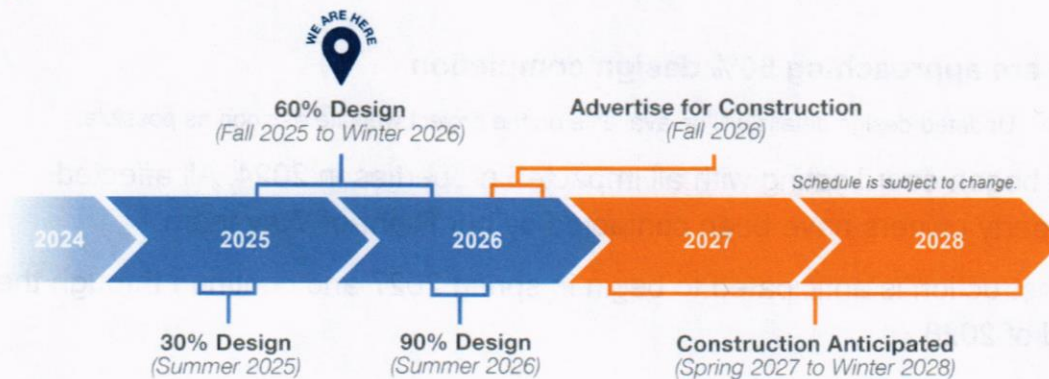 WE ARE HERE
60% Design
(Fall 2025 to Winter 2026)
Advertise for Construction
(Fall 2026)
Schedule is subject to change.
2024
2025
2026
2027
2028
30% Design
(Summer 2025)
90% Design
(Summer 2026)
Construction Anticipated
(Spring 2027 to Winter 2028)